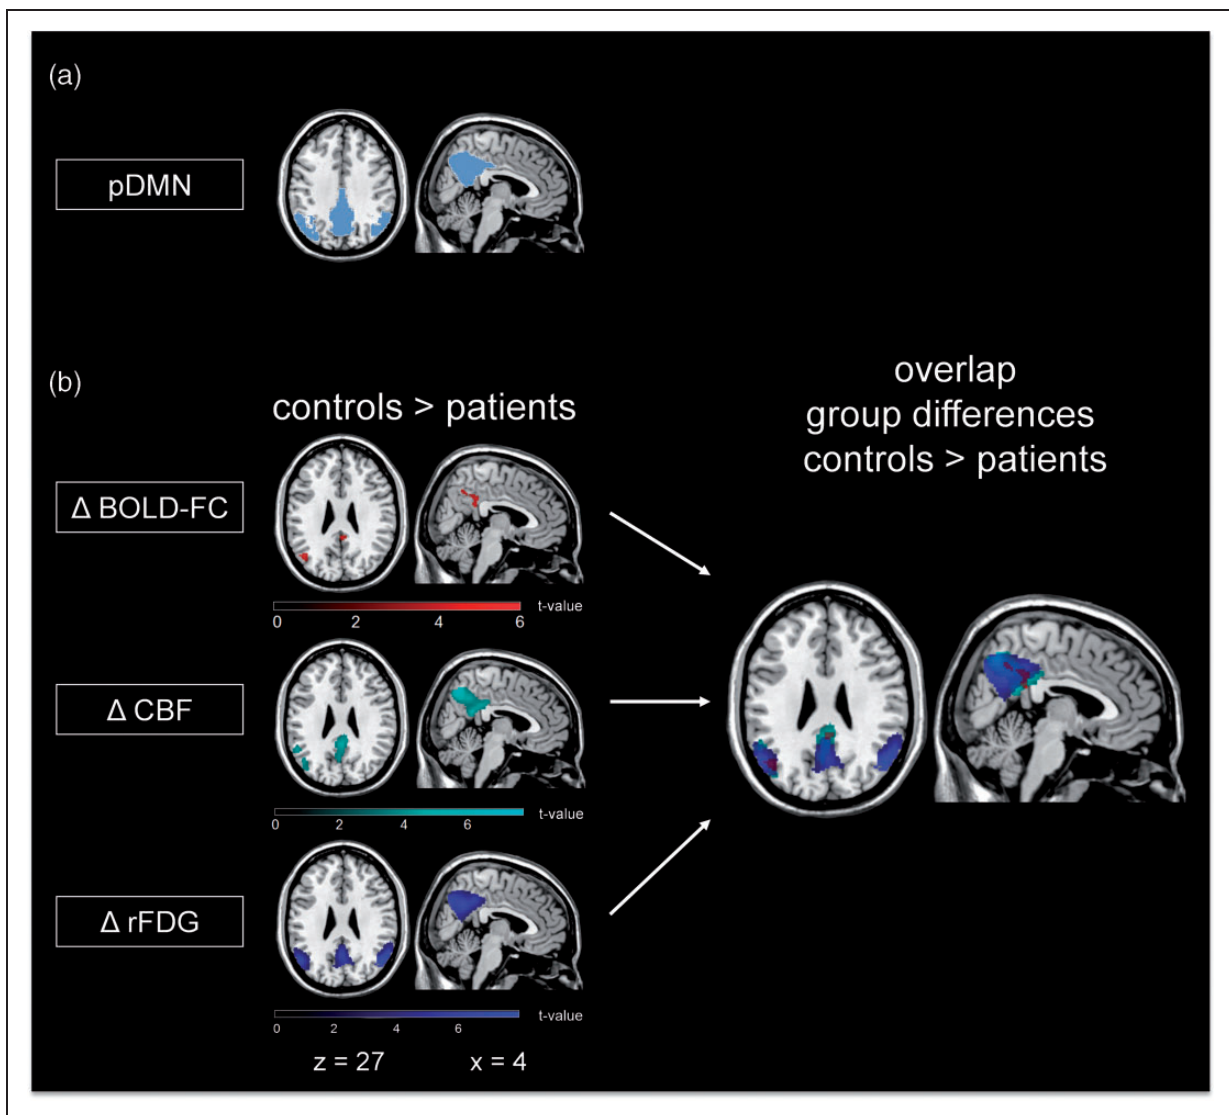 (a)
pDMN
(b)
controls > patients
overlap
group differences
controls > patients
Δ BOLD-FC
0 2 4 6 t-value
Δ CBF
0 2 4 6 t-value
Δ rFDG
0 2 4 6 t-value
z = 27 x = 4